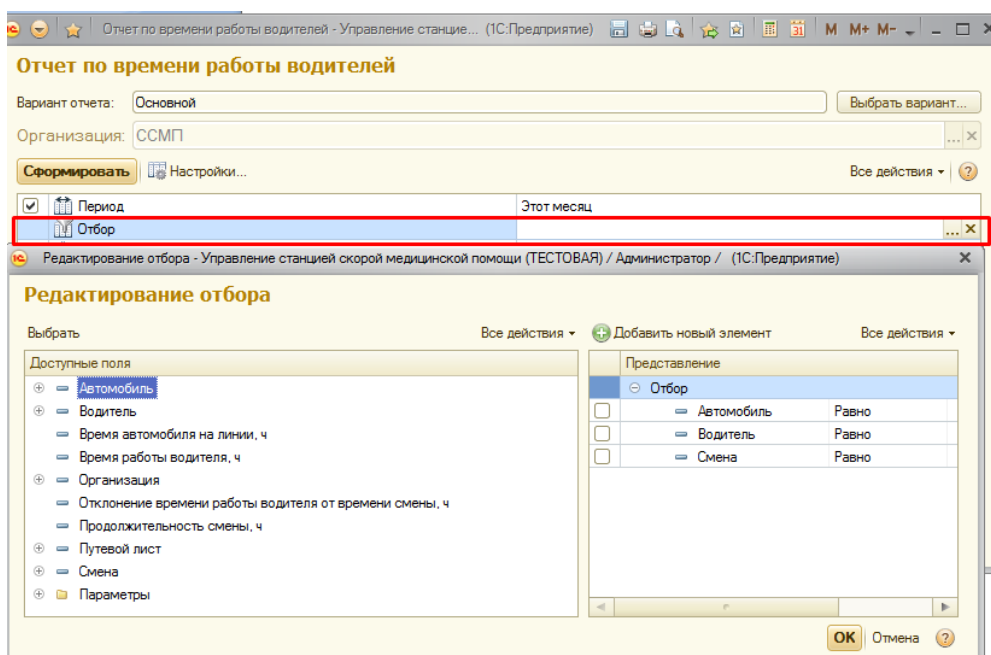 Отчет по времени работы водителей - Управление станцие... (1С:Предприятие) 31 M M+ M-
Отчет по времени работы водителей
Вариант отчета: Основной Выбрать вариант...
Организация: ССМП ...
Сформировать Настройки... Все действия ?
Период Этот месяц
Отбор ...
Редактирование отбора - Управление станцией скорой медицинской помощи (ТЕСТОВАЯ) / Администратор / (1С:Предприятие)
Редактирование отбора
Выбрать Все действия Добавить новый элемент Все действия
Доступные поля Представление
Автомобиль Отбор
Водитель Автомобиль Равно
Время автомобиля на линии, ч Водитель Равно
Время работы водителя, ч Смена Равно
Организация
Отклонение времени работы водителя от времени смены, ч
Продолжительность смены, ч
Путевой лист
Смена
Параметры
OK Отмена ?